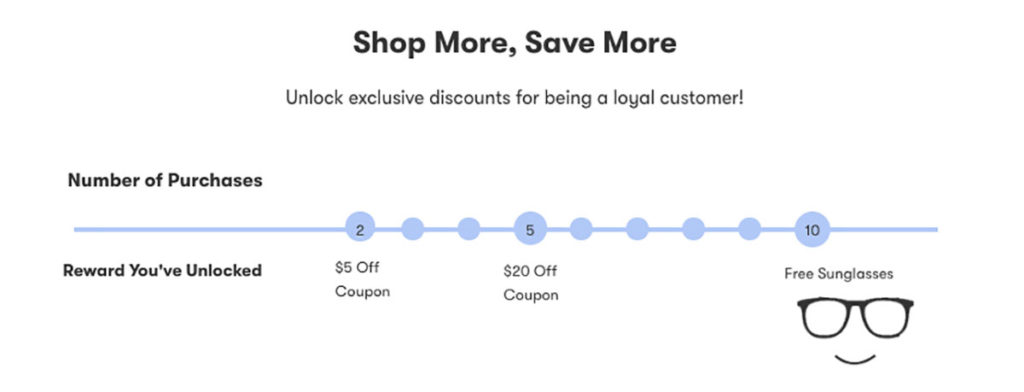 Shop More, Save More
Unlock exclusive discounts for being a loyal customer!
Number of Purchases
2
5
10
Reward You've Unlocked
$5 Off
Coupon
$20 Off
Coupon
Free Sunglasses